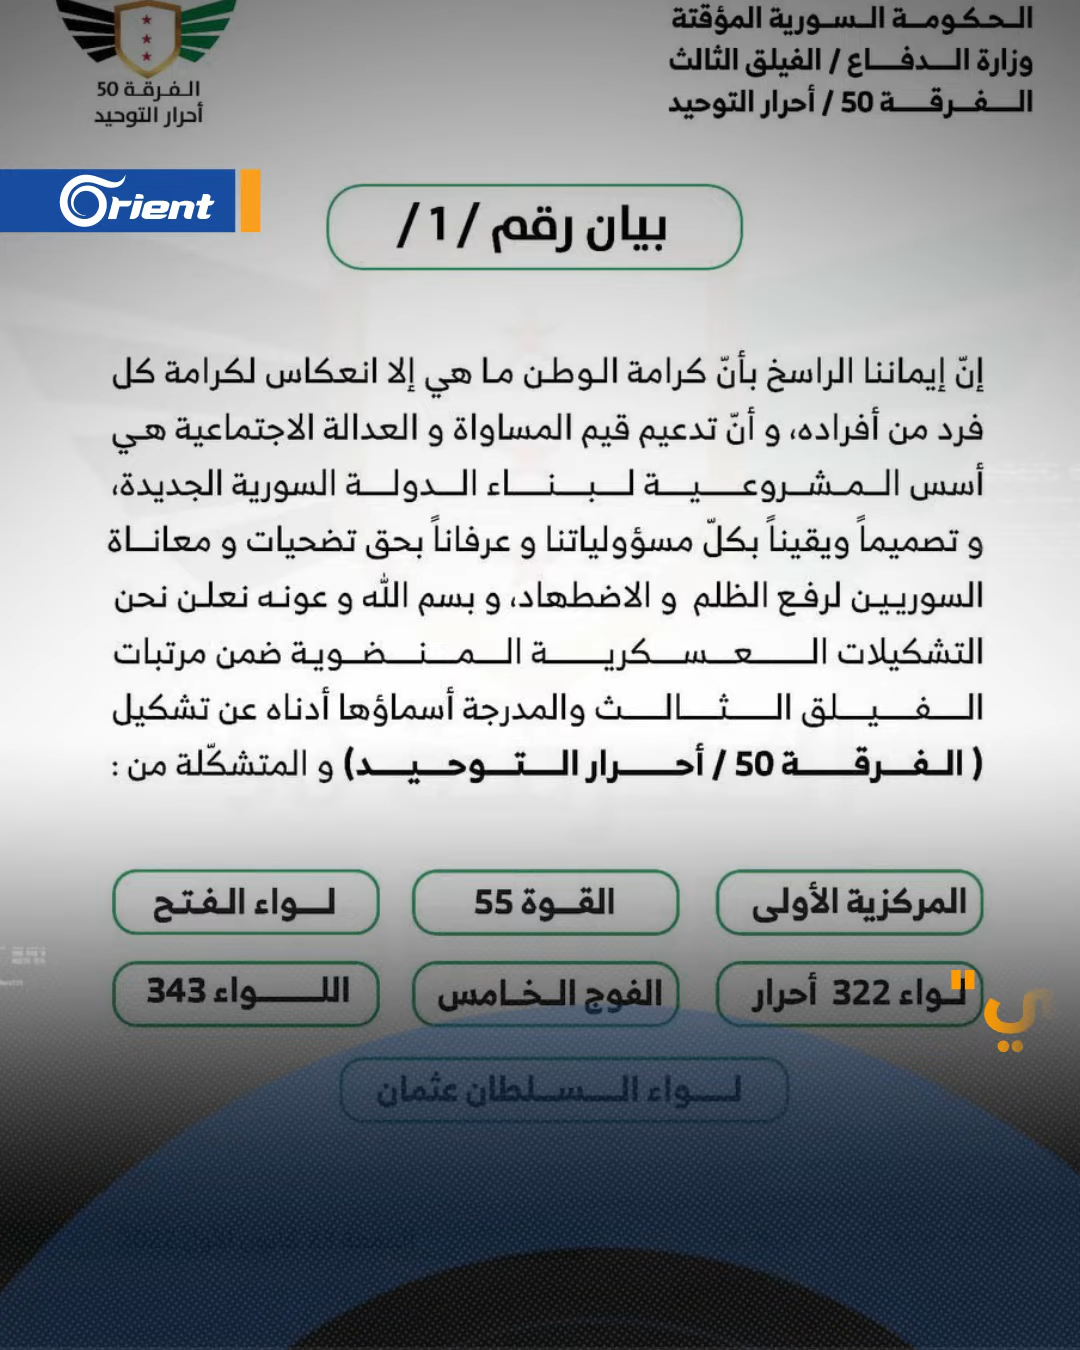 الحكومة السورية المؤقتة
وزارة الدفاع / الفيلق الثالث
الفرقة 50 / أحرار التوحيد
الفرقة 50
أحرار التوحيد
Orient
بيان رقم / 1 /
إنّ إيماننا الراسخ بأنّ كرامة الوطن ما هي إلا انعكاس لكرامة كل
فرد من أفراده، و أنّ تدعيم قيم المساواة و العدالة الاجتماعية هي
أسس المشروعية لبناء الدولة السورية الجديدة،
و تصميماً ويقيناً بكلّ مسؤولياتنا و عرفاناً بحق تضحيات و معاناة
السوريين لرفع الظلم و الاضطهاد، و بسم الله و عونه نعلن نحن
التشكيلات العسكرية المنضوية ضمن مرتبات
الفيلق الثالث والمدرجة أسماؤها أدناه عن تشكيل
( الفرقة 50 / أحرار التوحيد) و المتشكّلة من :
المركزية الأولى
القوة 55
لواء الفتح
لواء 322 أحرار
الفوج الخامس
اللواء 343
لواء السلطان عثمان